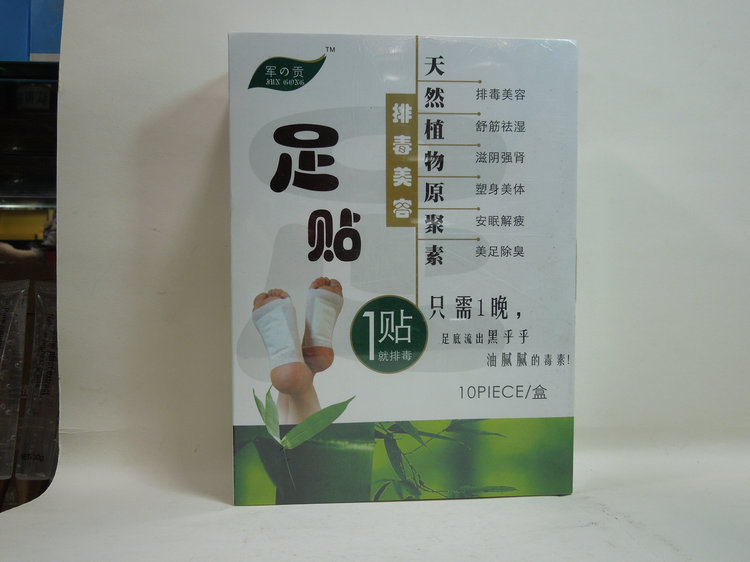 军の贡
JUN GONG
TM
足贴
排毒美容
天然植物原聚素
排毒美容
舒筋祛湿
滋阴强肾
塑身美体
安眠解疲
美足除臭
1贴
就排毒
只需1晚，
足底流出黑乎乎
油腻腻的毒素!
10PIECE/盒